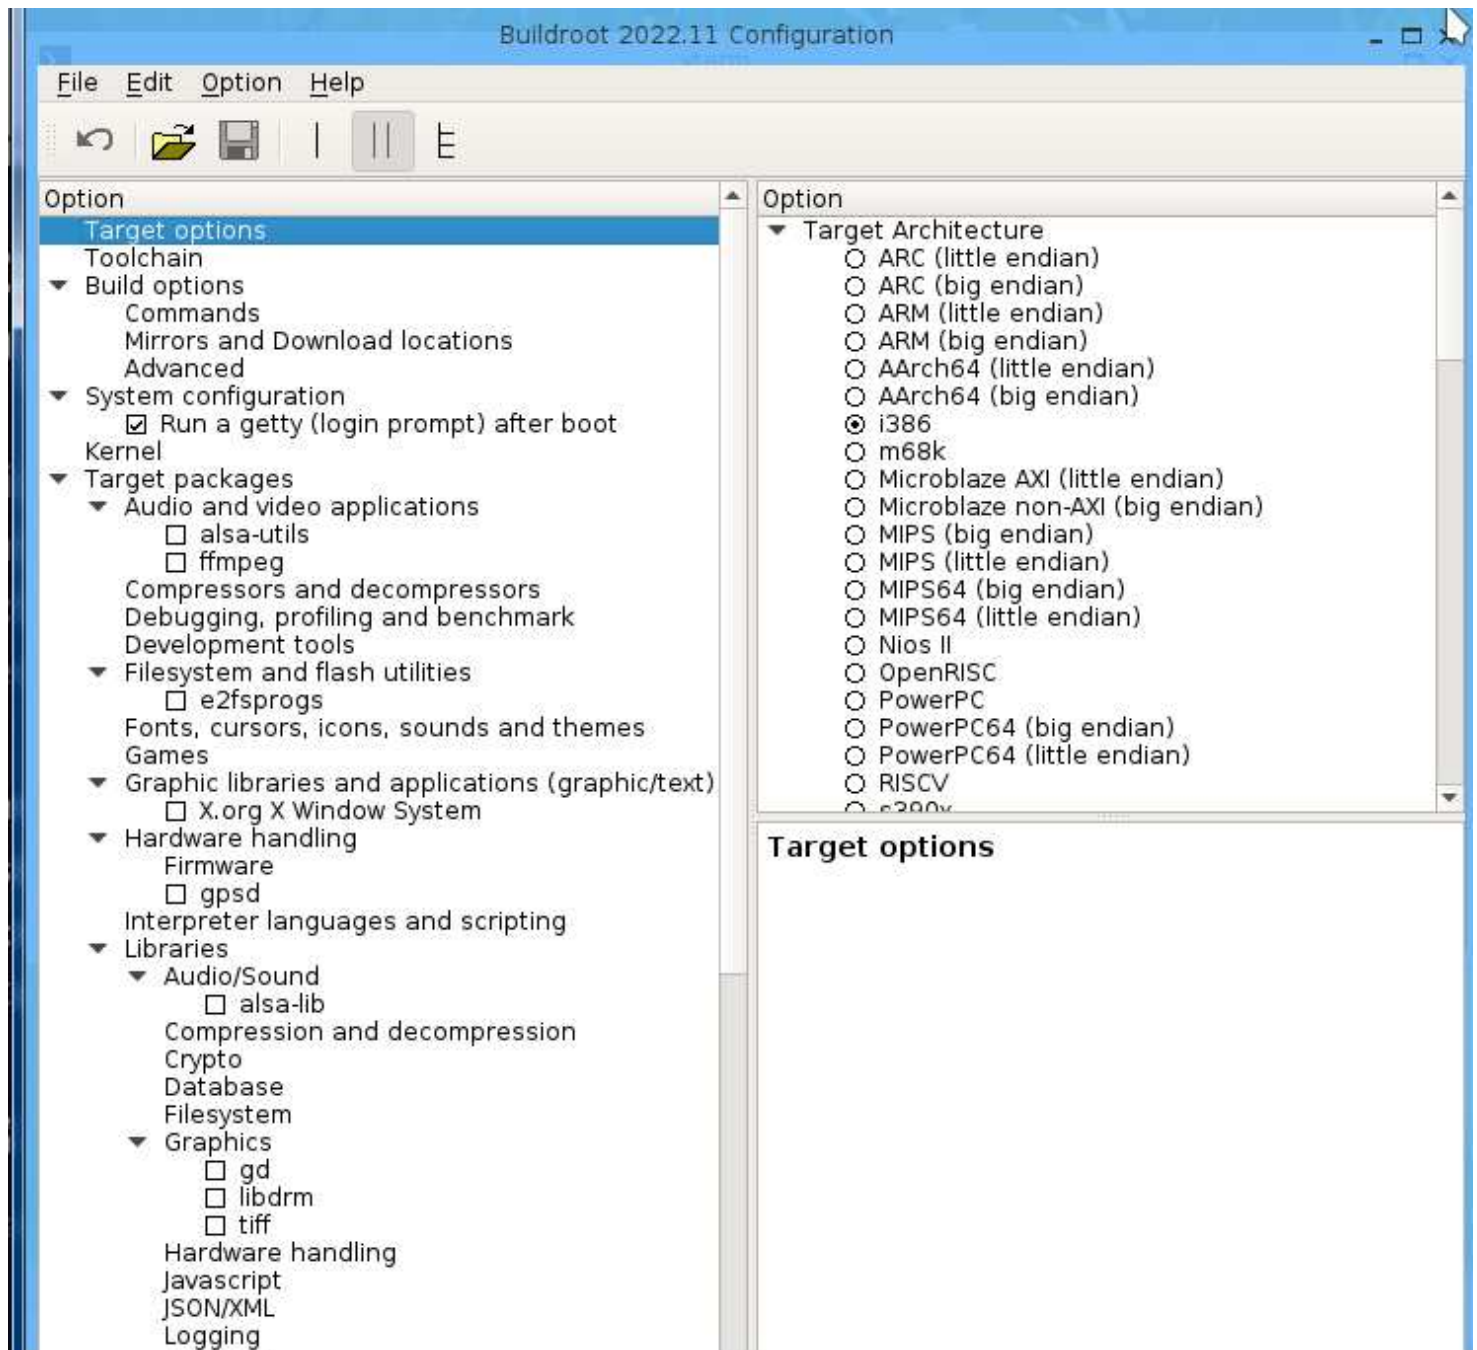 Buildroot 2022.11 Configuration
File Edit Option Help
Option
Target options
Toolchain
Build options
Commands
Mirrors and Download locations
Advanced
System configuration
Run a getty (login prompt) after boot
Kernel
Target packages
Audio and video applications
alsa-utils
ffmpeg
Compressors and decompressors
Debugging, profiling and benchmark
Development tools
Filesystem and flash utilities
e2fsprogs
Fonts, cursors, icons, sounds and themes
Games
Graphic libraries and applications (graphic/text)
X.org X Window System
Hardware handling
Firmware
gpsd
Interpreter languages and scripting
Libraries
Audio/Sound
alsa-lib
Compression and decompression
Crypto
Database
Filesystem
Graphics
gd
libdrm
tiff
Hardware handling
Javascript
JSON/XML
Logging
Option
Target Architecture
ARC (little endian)
ARC (big endian)
ARM (little endian)
ARM (big endian)
AArch64 (little endian)
AArch64 (big endian)
i386
m68k
Microblaze AXI (little endian)
Microblaze non-AXI (big endian)
MIPS (big endian)
MIPS (little endian)
MIPS64 (big endian)
MIPS64 (little endian)
Nios II
OpenRISC
PowerPC
PowerPC64 (big endian)
PowerPC64 (little endian)
RISCV
s390x
Target options